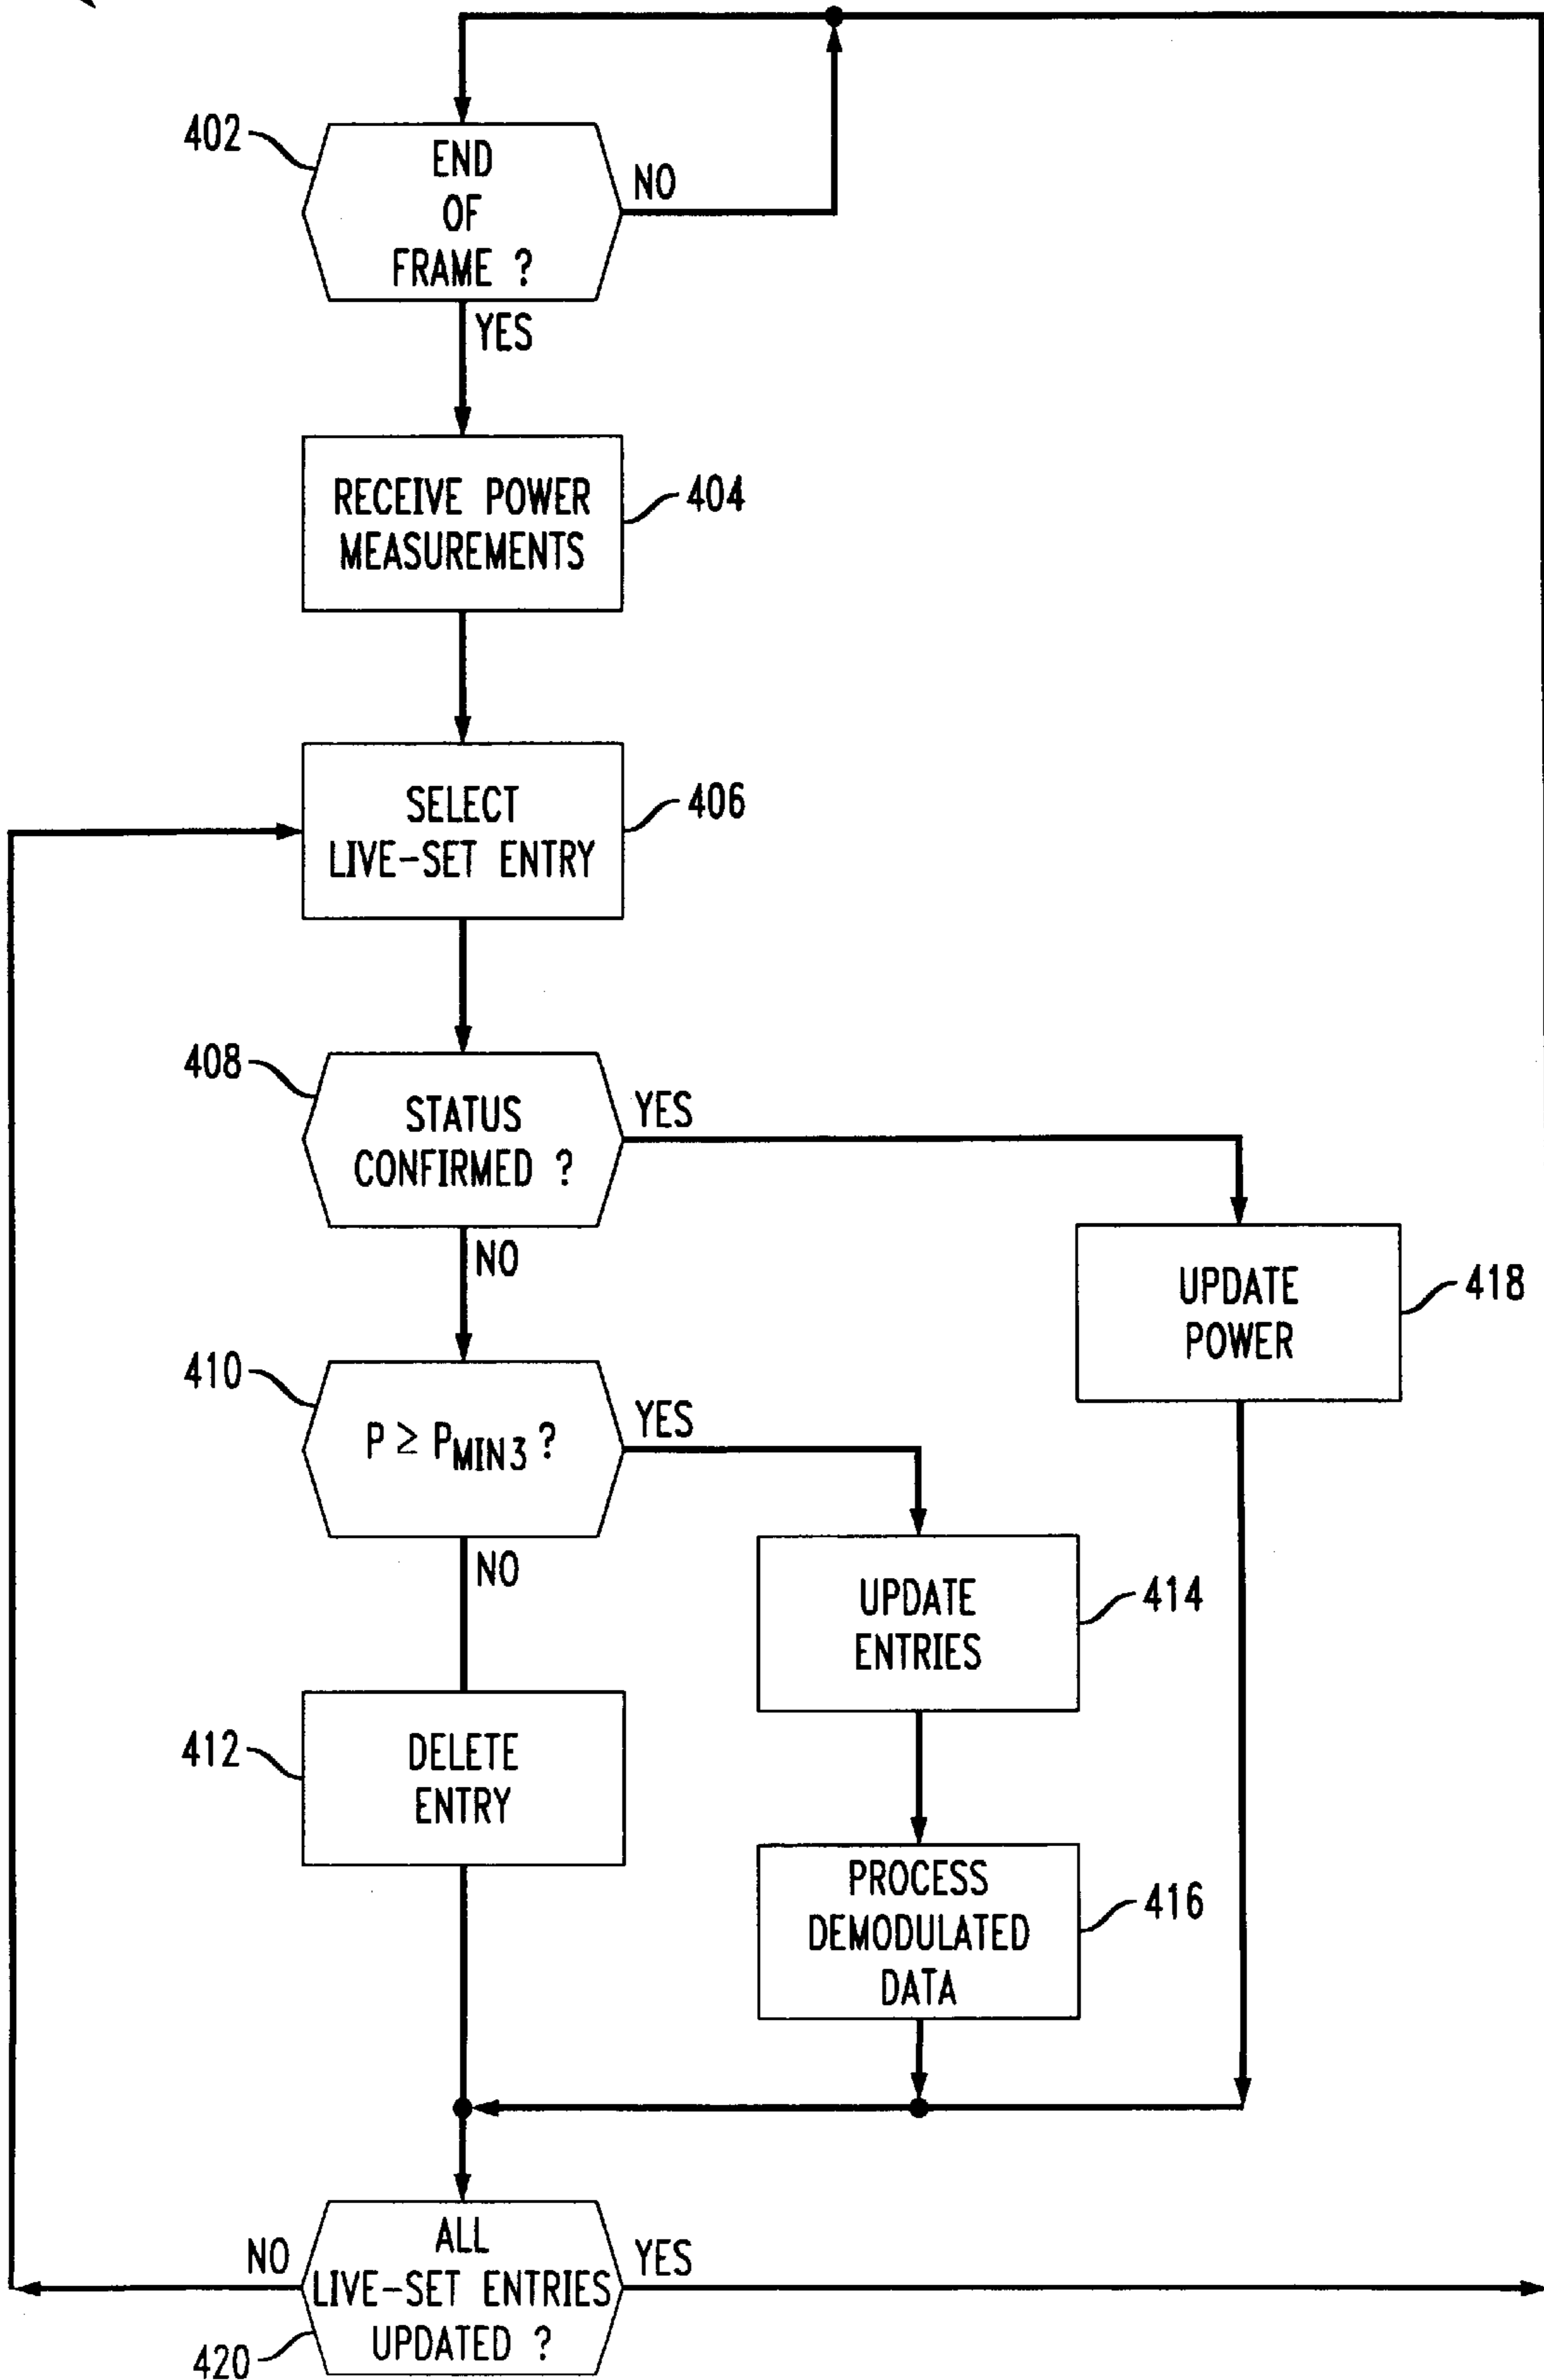 402
END
OF
FRAME ?
NO
YES
RECEIVE POWER
MEASUREMENTS
404
SELECT
LIVE-SET ENTRY
406
408
STATUS
CONFIRMED ?
YES
NO
UPDATE
POWER
418
410
P ≥ PMIN3 ?
YES
NO
UPDATE
ENTRIES
414
412
DELETE
ENTRY
PROCESS
DEMODULATED
DATA
416
NO
ALL
LIVE-SET ENTRIES
UPDATED ?
YES
420